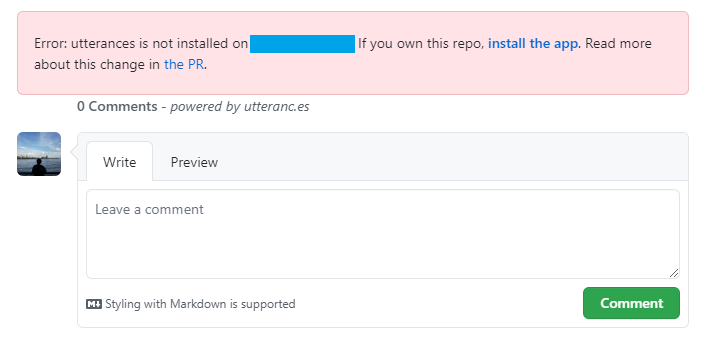 Error: utterances is not installed on If you own this repo, install the app. Read more
about this change in the PR.
0 Comments - powered by utteranc.es
Write Preview
Leave a comment
Styling with Markdown is supported
Comment